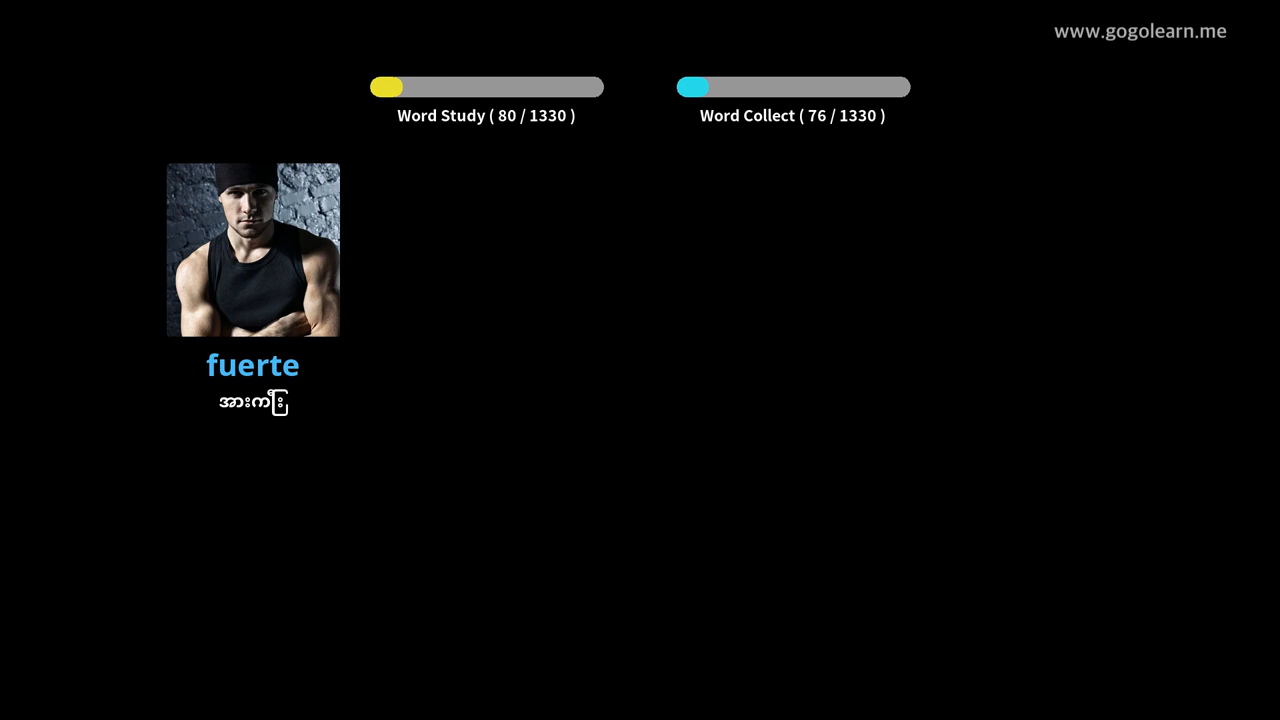 www.gogolearn.me
Word Study ( 80 / 1330 )
Word Collect ( 76 / 1330 )
fuerte
အားကြီး